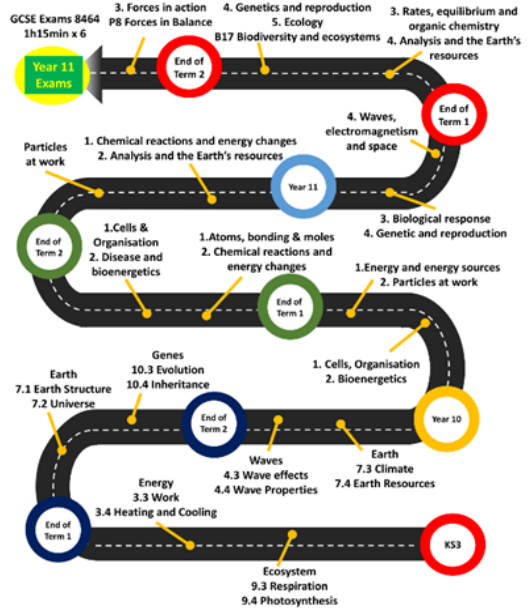 GCSE Exams 8464
1h15min x 6
Year 11
Exams
3. Forces in action
P8 Forces in Balance
End of
Term 2
4. Genetics and reproduction
5. Ecology
B17 Biodiversity and ecosystems
3. Rates, equilibrium and
organic chemistry
4. Analysis and the Earth's
resources
End of
Term 1
4. Waves,
electromagnetism
and space
Particles
at work
1. Chemical reactions and energy changes
2. Analysis and the Earth's resources
Year 11
3. Biological response
4. Genetic and reproduction
End of
Term 2
1.Cells &
Organisation
2. Disease and
bioenergetics
1.Atoms, bonding & moles
2. Chemical reactions and
energy changes
End of
Term 1
1.Energy and energy sources
2. Particles at work
1. Cells, Organisation
2. Bioenergetics
Year 10
Earth
7.1 Earth Structure
7.2 Universe
Genes
10.3 Evolution
10.4 Inheritance
End of
Term 2
Waves
4.3 Wave effects
4.4 Wave Properties
Earth
7.3 Climate
7.4 Earth Resources
End of
Term 1
Energy
3.3 Work
3.4 Heating and Cooling
Ecosystem
9.3 Respiration
9.4 Photosynthesis
KS3